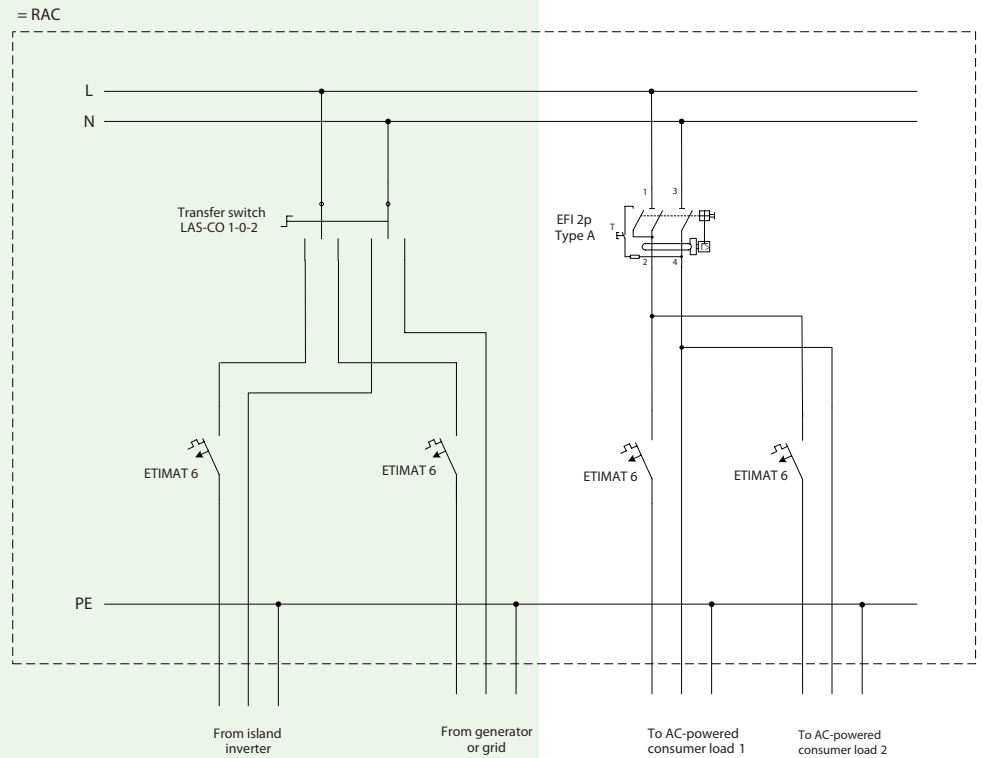 = RAC
L
N
Transfer switch
LAS-CO 1-0-2
EFI 2p
Type A
1
3
T
2
4
ETIMAT 6
ETIMAT 6
ETIMAT 6
ETIMAT 6
PE
From island
inverter
From generator
or grid
To AC-powered
consumer load 1
To AC-powered
consumer load 2